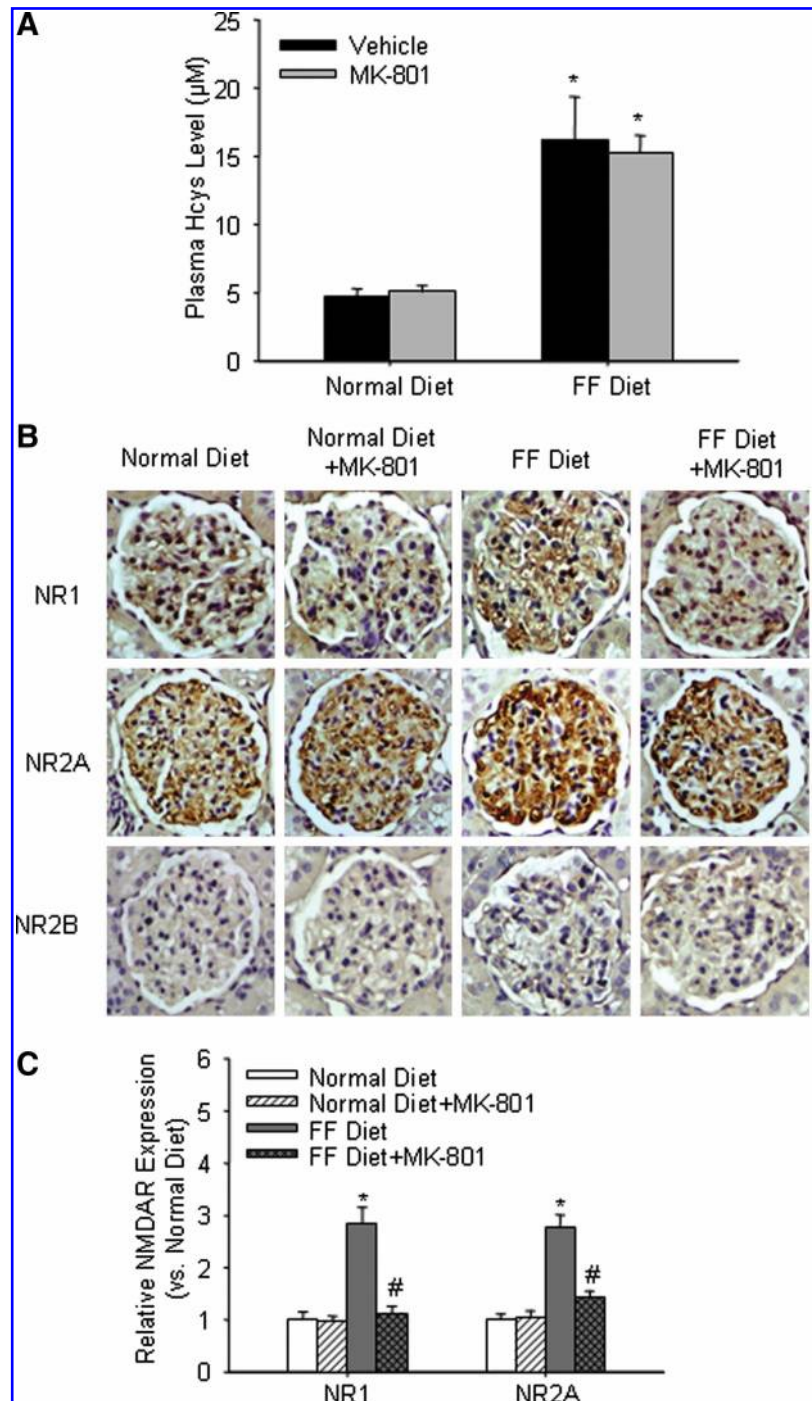 A
Plasma Hcys Level (µM)
25
20
15
10
5
0
Vehicle
MK-801
*
*
Normal Diet
FF Diet
B
Normal Diet
Normal Diet
+MK-801
FF Diet
FF Diet
+MK-801
NR1
NR2A
NR2B
C
Relative NMDAR Expression
(vs. Normal Diet)
6
5
4
3
2
1
0
Normal Diet
Normal Diet+MK-801
FF Diet
FF Diet+MK-801
*
#
*
#
NR1
NR2A